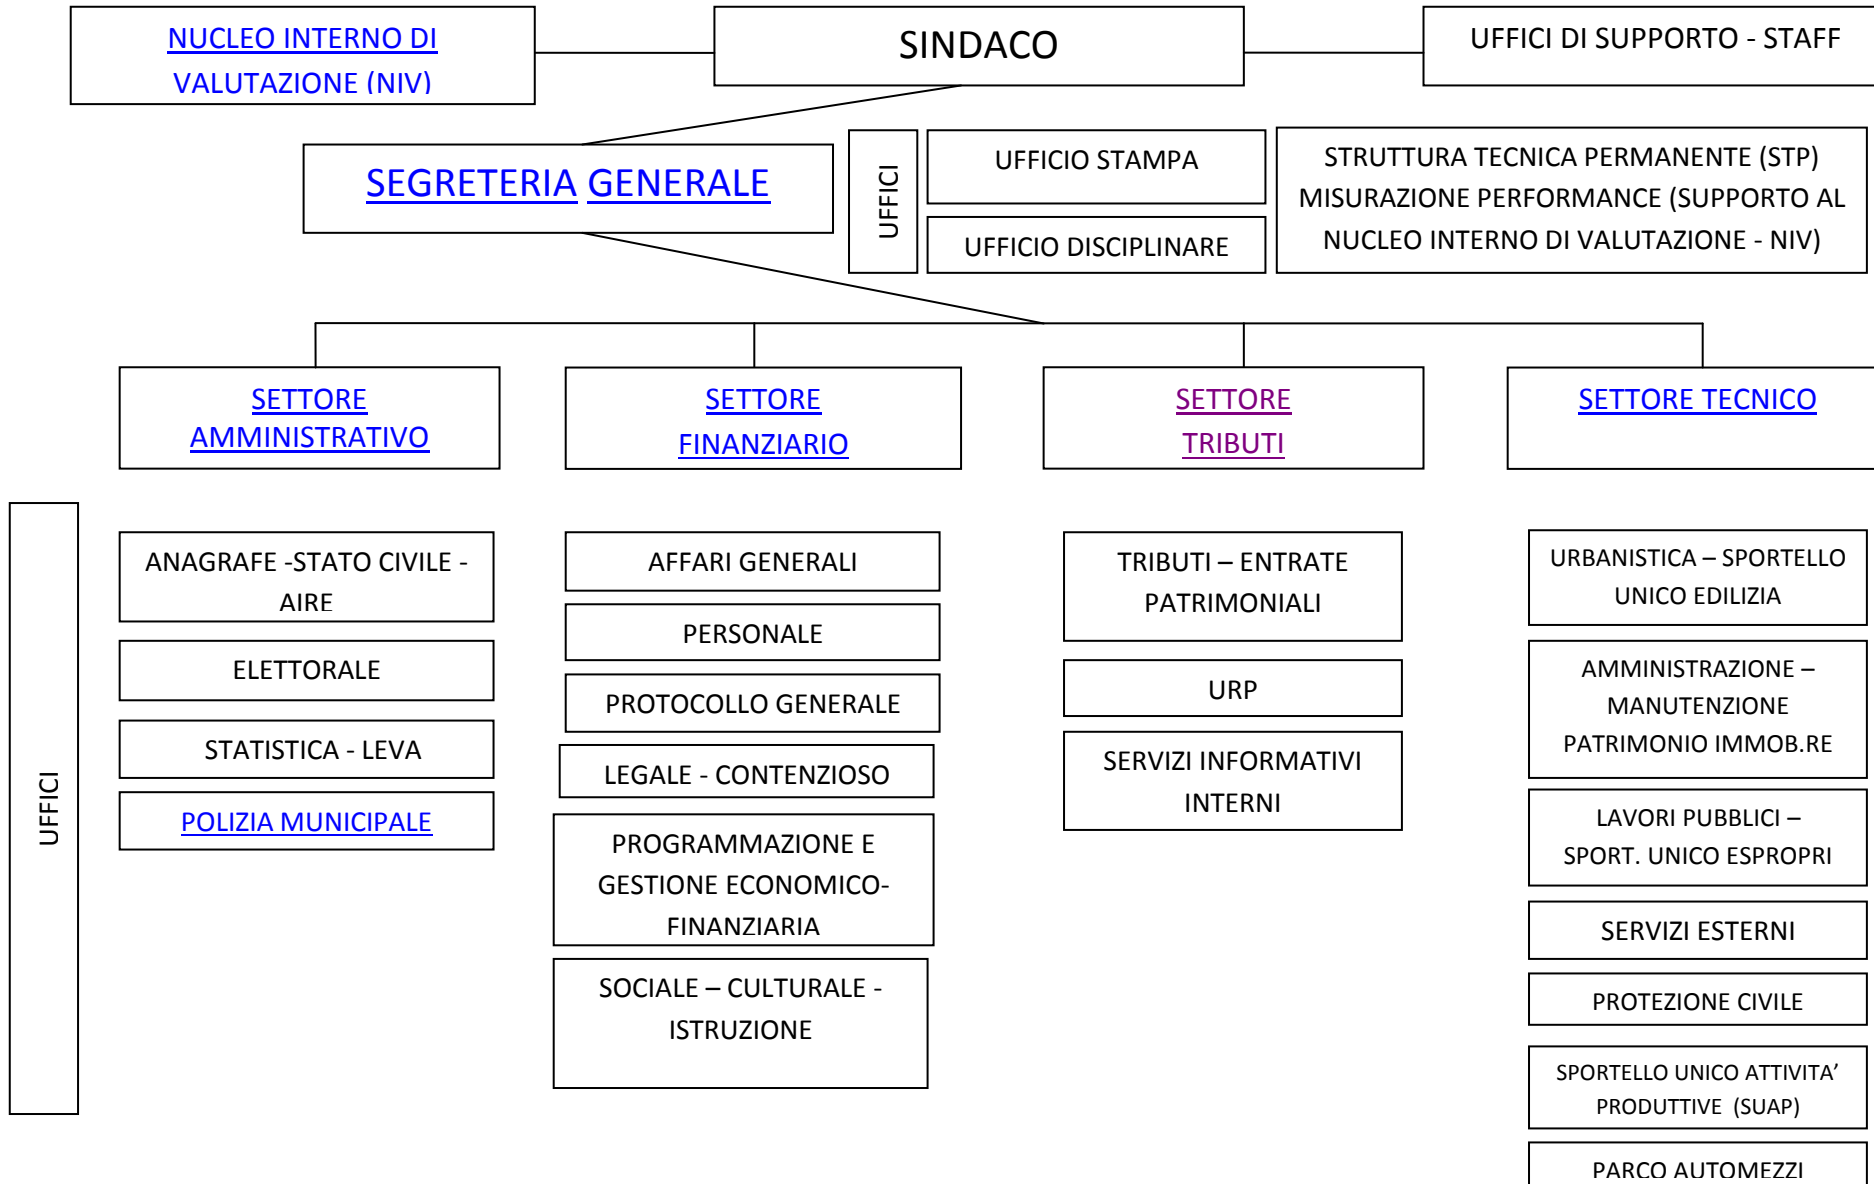 NUCLEO INTERNO DI
VALUTAZIONE (NIV)
SINDACO
UFFICI DI SUPPORTO - STAFF
SEGRETERIA GENERALE
UFFICI
UFFICIO STAMPA
UFFICIO DISCIPLINARE
STRUTTURA TECNICA PERMANENTE (STP)
MISURAZIONE PERFORMANCE (SUPPORTO AL
NUCLEO INTERNO DI VALUTAZIONE - NIV)
SETTORE
AMMINISTRATIVO
SETTORE
FINANZIARIO
SETTORE
TRIBUTI
SETTORE TECNICO
UFFICI
ANAGRAFE -STATO CIVILE -
AIRE
ELETTORALE
STATISTICA - LEVA
POLIZIA MUNICIPALE
AFFARI GENERALI
PERSONALE
PROTOCOLLO GENERALE
LEGALE - CONTENZIOSO
PROGRAMMAZIONE E
GESTIONE ECONOMICO-
FINANZIARIA
SOCIALE – CULTURALE -
ISTRUZIONE
TRIBUTI – ENTRATE
PATRIMONIALI
URP
SERVIZI INFORMATIVI
INTERNI
URBANISTICA – SPORTELLO
UNICO EDILIZIA
AMMINISTRAZIONE –
MANUTENZIONE
PATRIMONIO IMMOB.RE
LAVORI PUBBLICI –
SPORT. UNICO ESPROPRI
SERVIZI ESTERNI
PROTEZIONE CIVILE
SPORTELLO UNICO ATTIVITA’
PRODUTTIVE (SUAP)
PARCO AUTOMEZZI